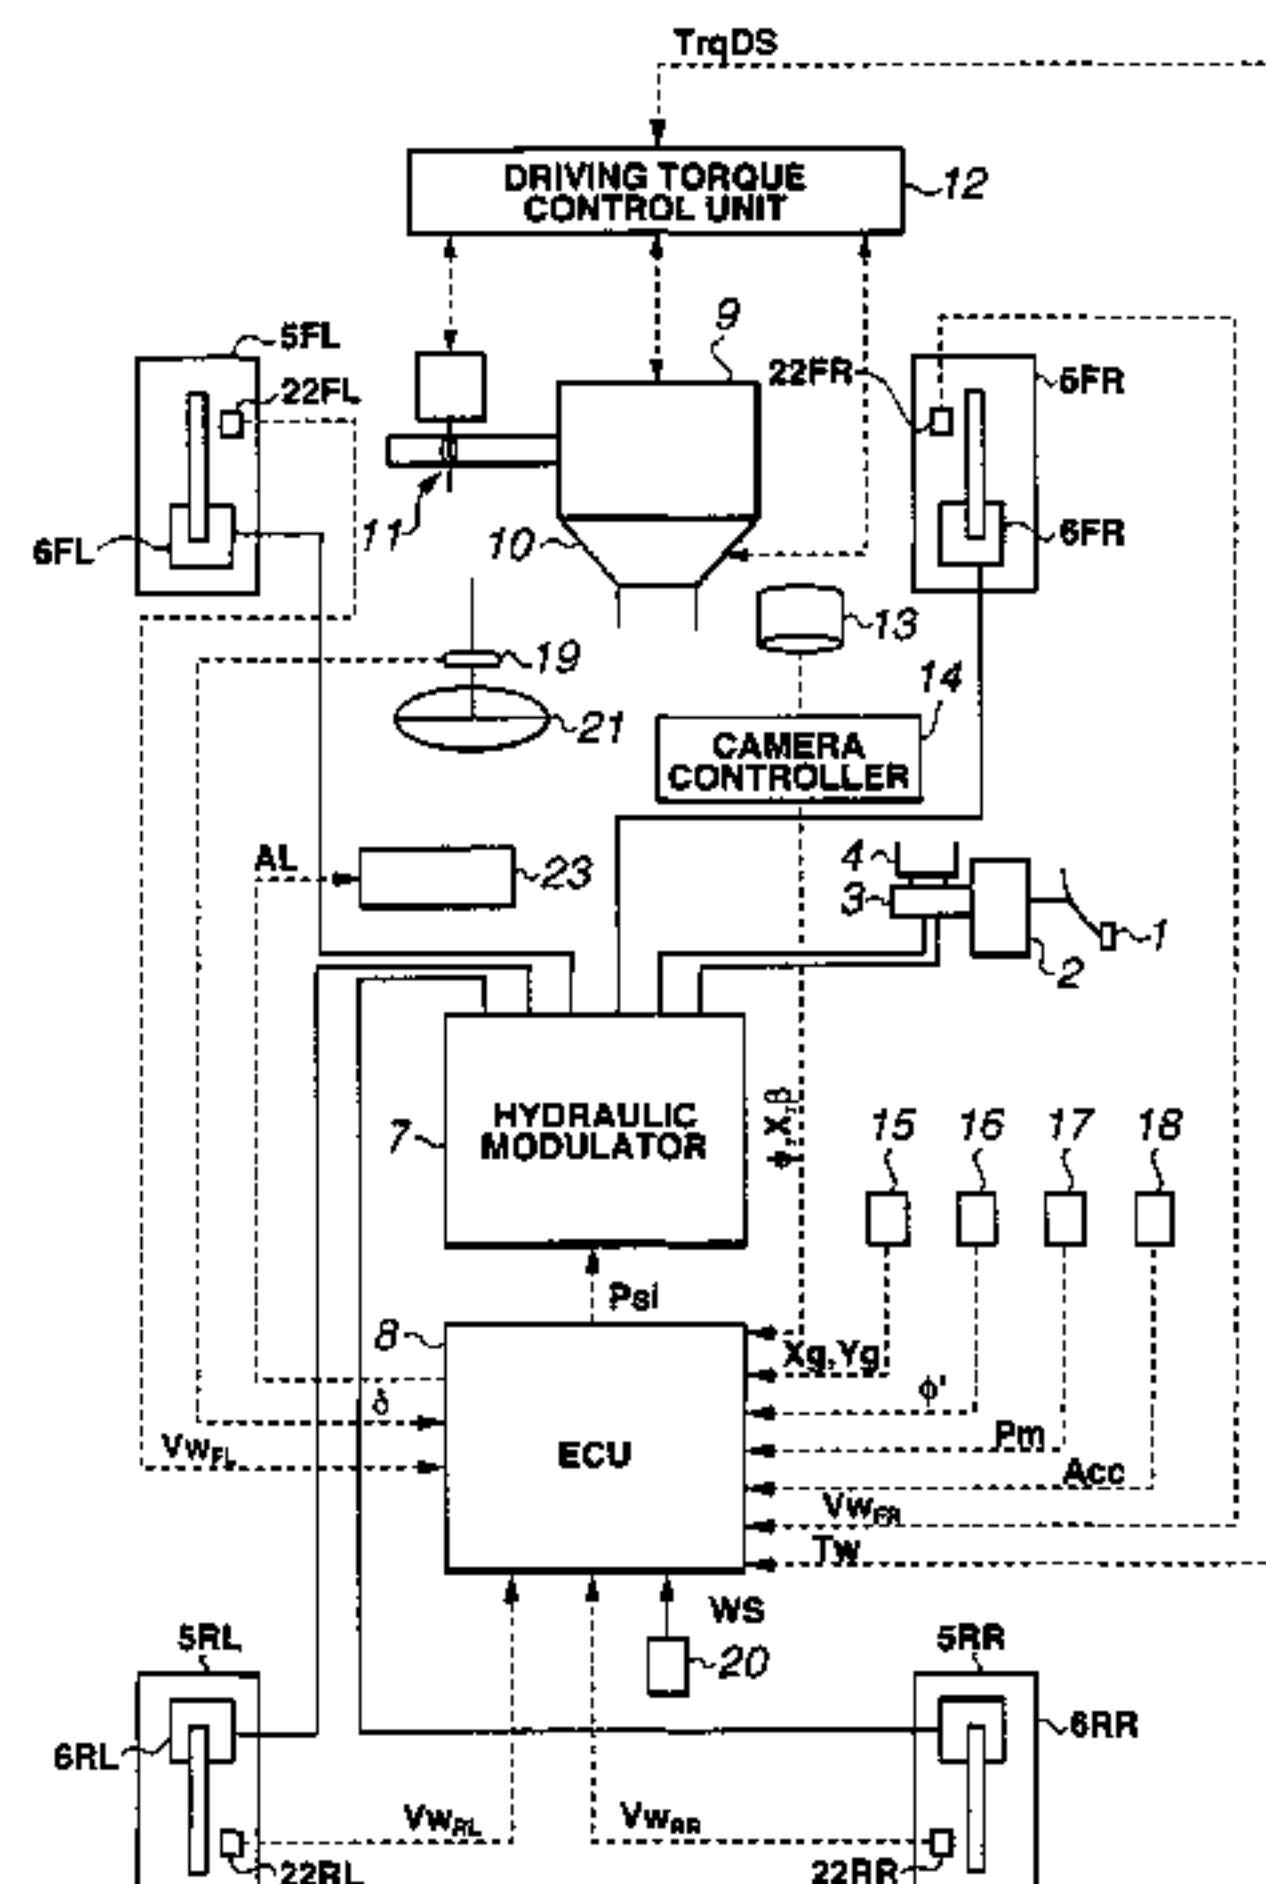 TrqDS
DRIVING TORQUE
CONTROL UNIT
12
9
5FL
22FL
22FR
5FR
11
10
6FL
6FR
13
19
14
21
CAMERA
CONTROLLER
AL
23
4
3
1
2
HYDRAULIC
MODULATOR
7
ϕ, X, β
15
16
17
18
Psi
8
Xg, Yg
ϕ'
δ
Pm
VwFL
ECU
Acc
VwFR
Tw
WS
5RL
20
5RR
6RL
6RR
VwRL
VwRR
22RL
22RR